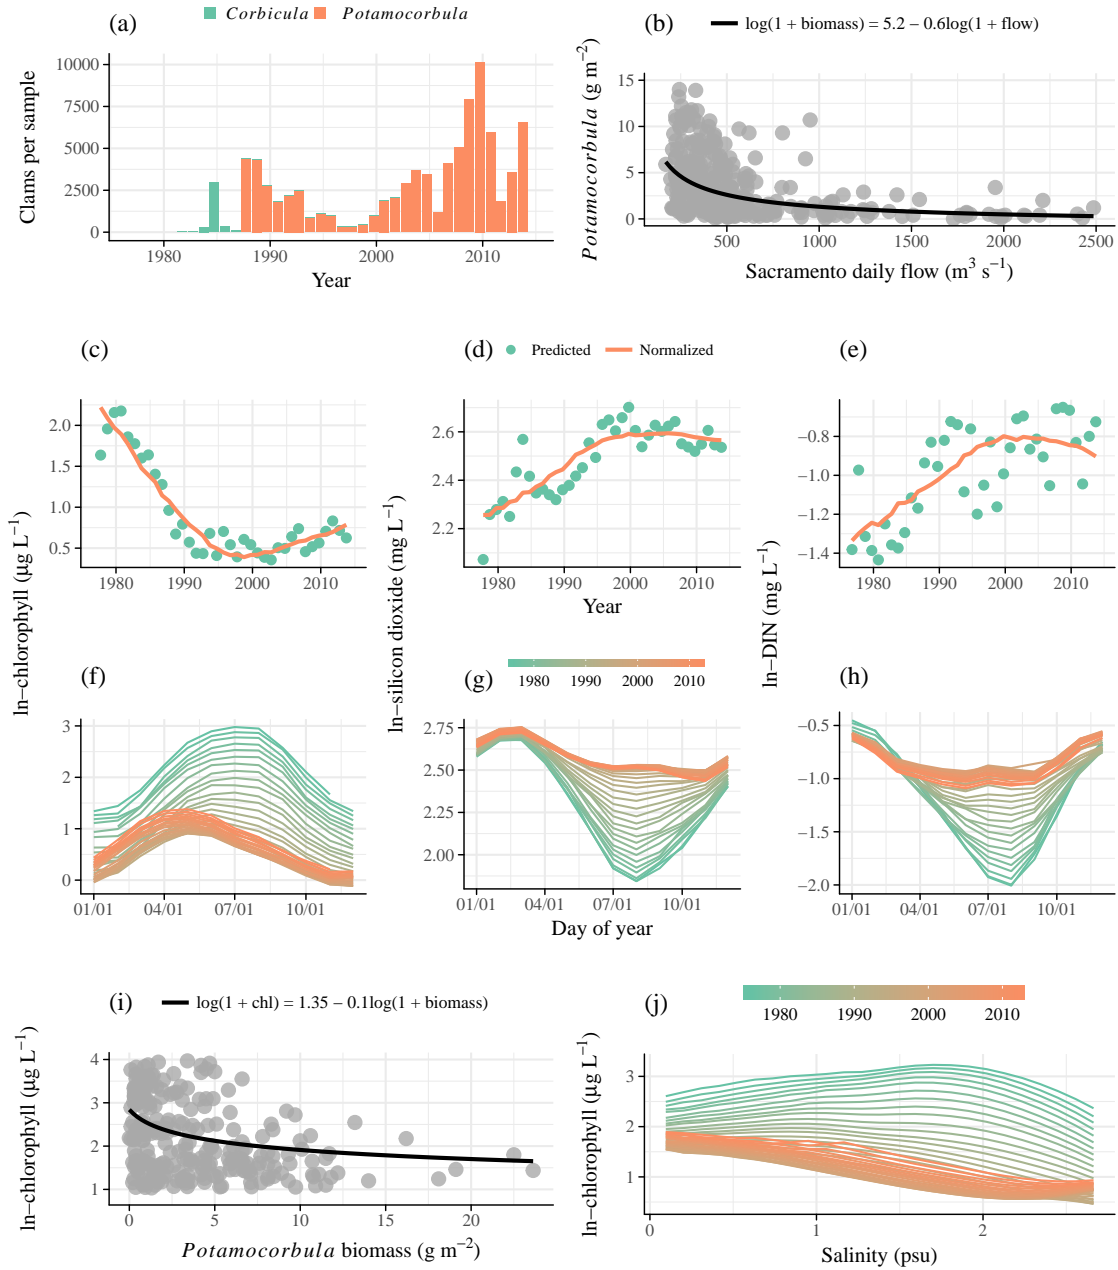 (a)
Corbicula Potamocorbula
Clams per sample
10000
7500
5000
2500
0
1980 1990 2000 2010
Year
(b)
log(1 + biomass) = 5.2 − 0.6log(1 + flow)
Potamocorbula (g m−2)
15
10
5
0
500 1000 1500 2000 2500
Sacramento daily flow (m3 s−1)
(c)
2.0
1.5
1.0
0.5
1980 1990 2000 2010
(d)
Predicted Normalized
2.6
2.4
2.2
1980 1990 2000 2010
Year
(e)
−0.8
−1.0
−1.2
−1.4
1980 1990 2000 2010
ln−chlorophyll (μg L−1)
ln−silicon dioxide (mg L−1)
ln−DIN (mg L−1)
(f)
3
2
1
0
01/01 04/01 07/01 10/01
(g)
1980 1990 2000 2010
2.75
2.50
2.25
2.00
01/01 04/01 07/01 10/01
Day of year
(h)
−0.5
−1.0
−1.5
−2.0
01/01 04/01 07/01 10/01
(i)
log(1 + chl) = 1.35 − 0.1log(1 + biomass)
ln−chlorophyll (μg L−1)
4
3
2
1
0 5 10 15 20
Potamocorbula biomass (g m−2)
(j)
1980 1990 2000 2010
ln−chlorophyll (μg L−1)
3
2
1
0 1 2
Salinity (psu)